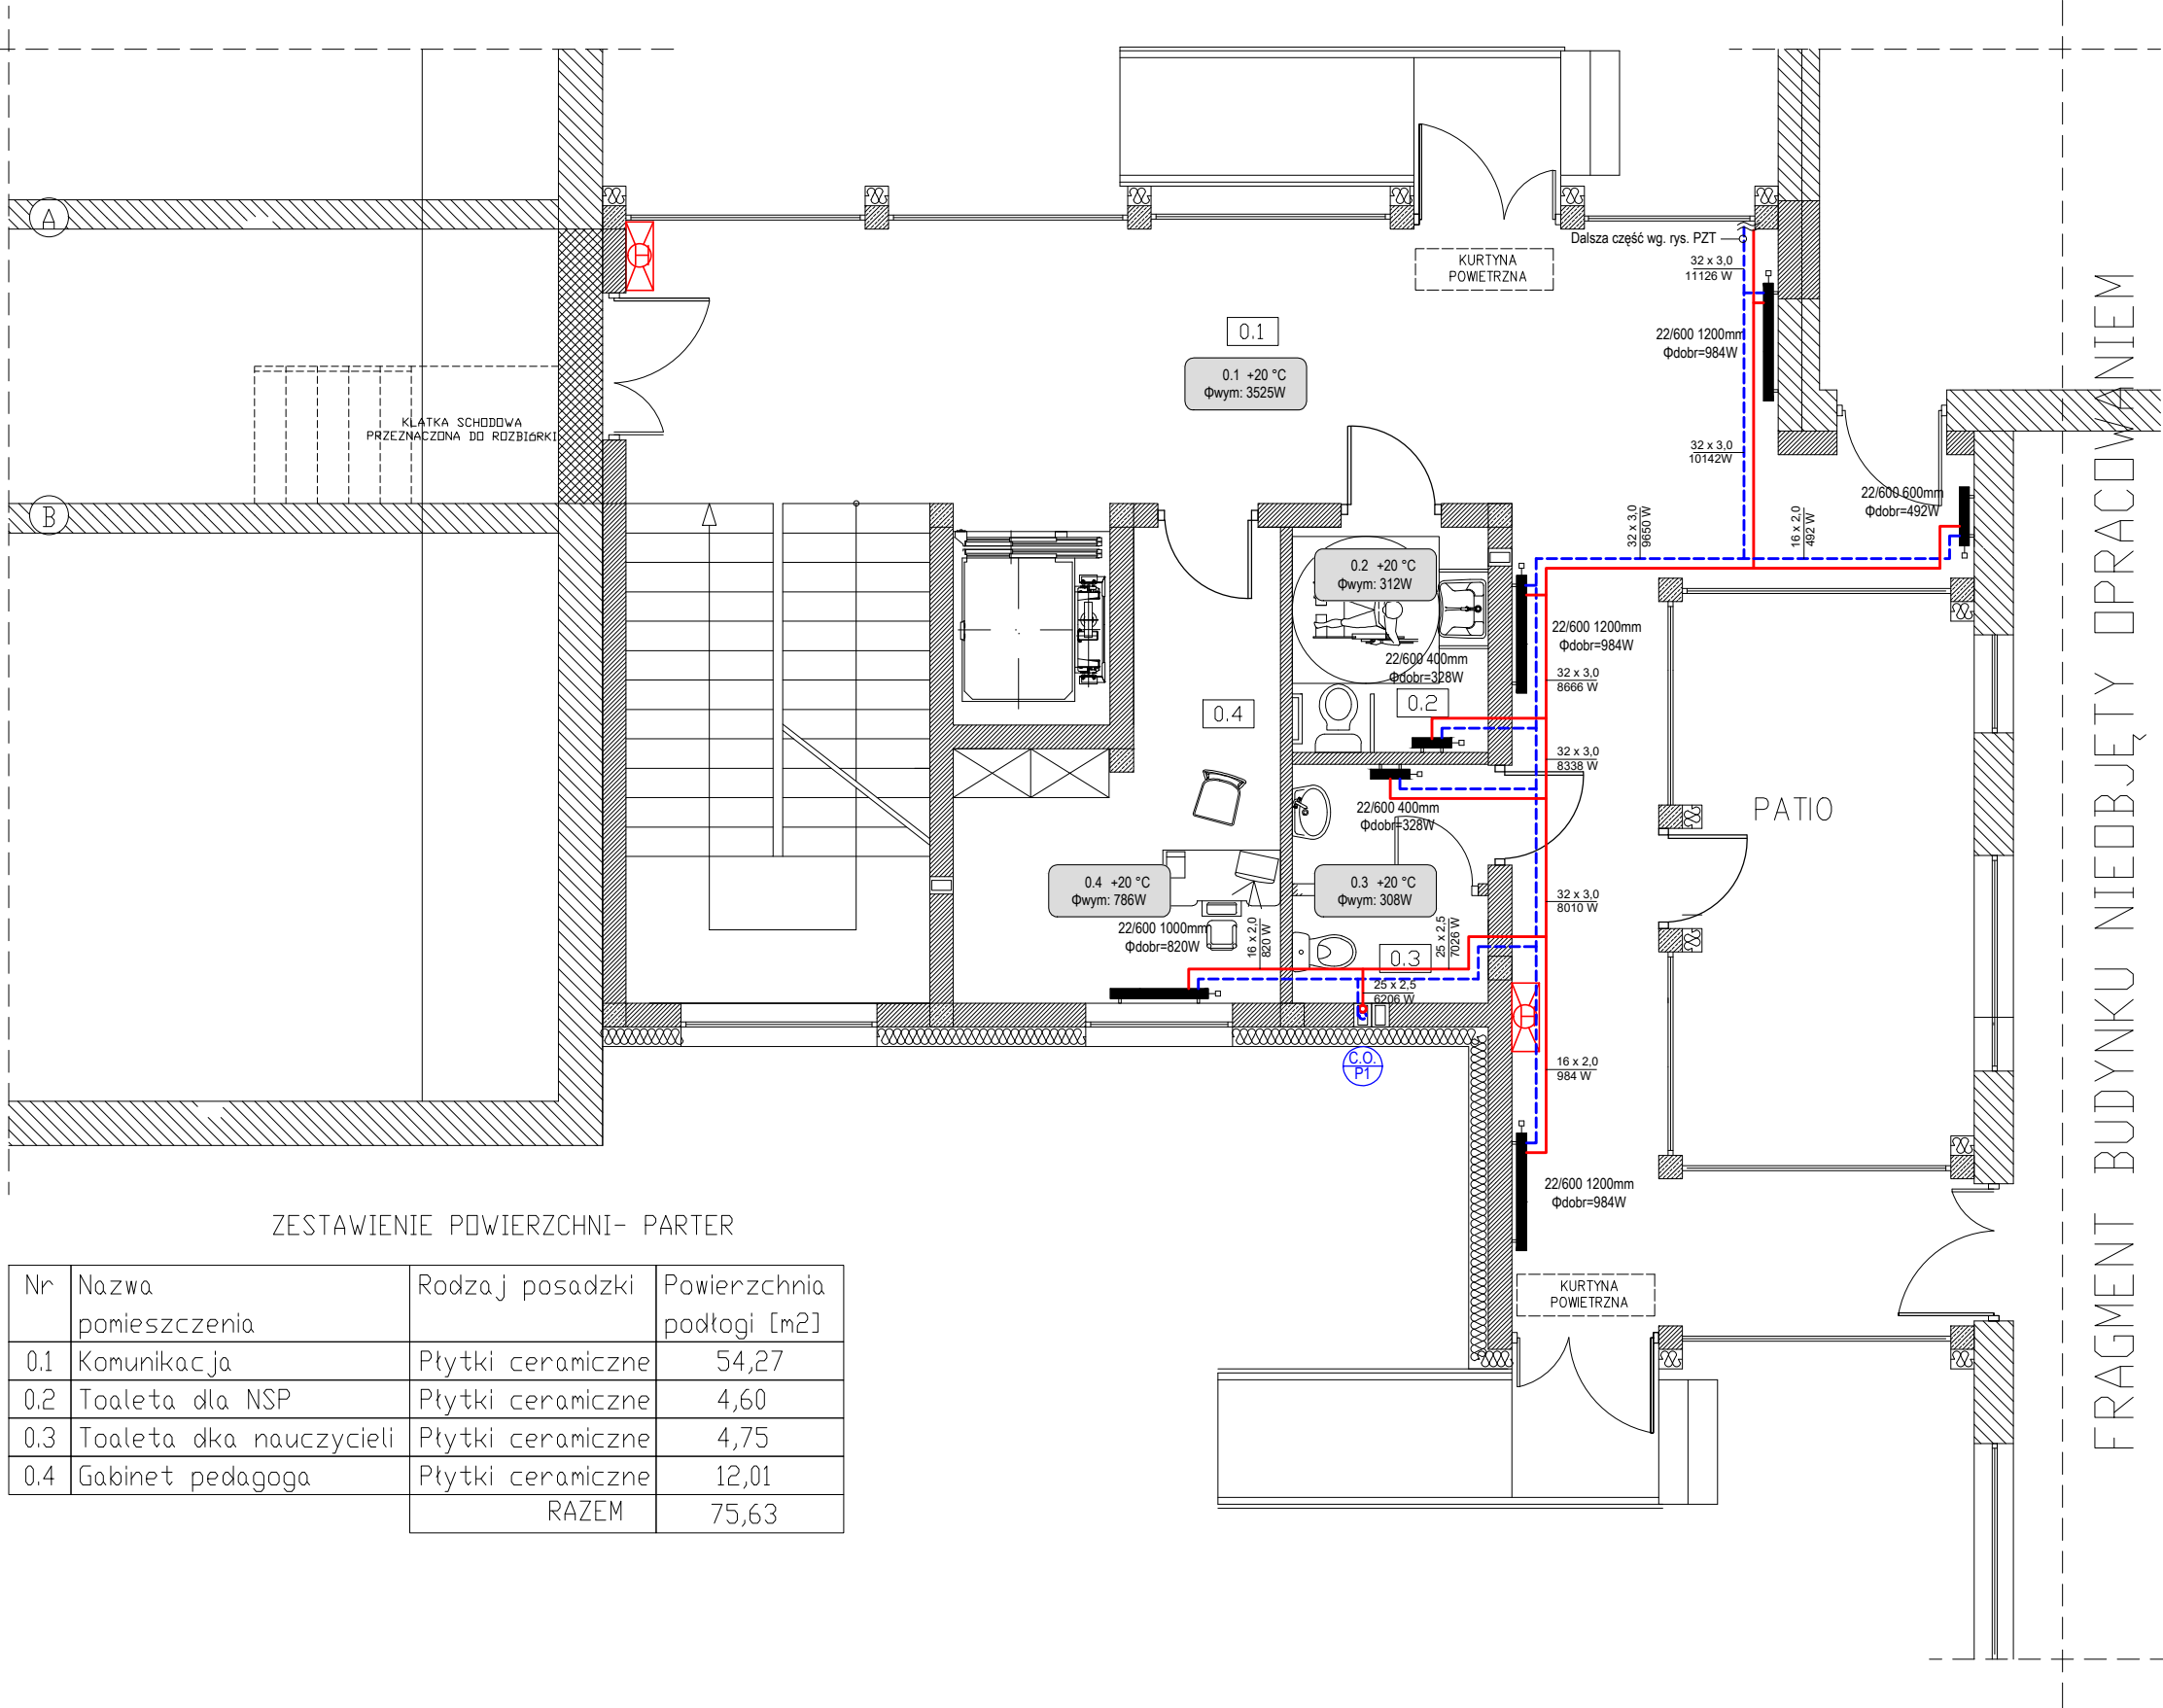 A
Dalsza część wg. rys. PZT
KURTYNA
POWIETRZNA
32 x 3,0
11126 W
0.1
22/600 1200mm
Φdobr=984W
0.1 +20 °C
Φwym: 3525W
KLATKA SCHODOWA
PRZEZNACZONA DO ROZBIÓRKI
32 x 3,0
10142W
B
22/600 600mm
Φdobr=492W
32 x 3,0
9650 W
16 x 2,0
492 W
0.2 +20 °C
Φwym: 312W
22/600 1200mm
Φdobr=984W
22/600 400mm
Φdobr=328W
32 x 3,0
8666 W
0.2
0.4
32 x 3,0
8338 W
22/600 400mm
Φdobr=328W
PATIO
0.4 +20 °C
Φwym: 786W
0.3 +20 °C
Φwym: 308W
32 x 3,0
8010 W
22/600 1000mm
Φdobr=820W
16 x 2,0
820 W
25 x 2,5
7026 W
0.3
25 x 2,5
6206 W
C.O.
P1
16 x 2,0
984 W
22/600 1200mm
Φdobr=984W
KURTYNA
POWIETRZNA
FRAGMENT BUDYNKU NIEOBJĘTY OPRACOWANIEM
ZESTAWIENIE POWIERZCHNI- PARTER
Nr Nazwa pomieszczenia Rodzaj posadzki Powierzchnia podłogi [m2]
0.1 Komunikacja Płytki ceramiczne 54,27
0.2 Toaleta dla NSP Płytki ceramiczne 4,60
0.3 Toaleta dka nauczycieli Płytki ceramiczne 4,75
0.4 Gabinet pedagoga Płytki ceramiczne 12,01
RAZEM 75,63